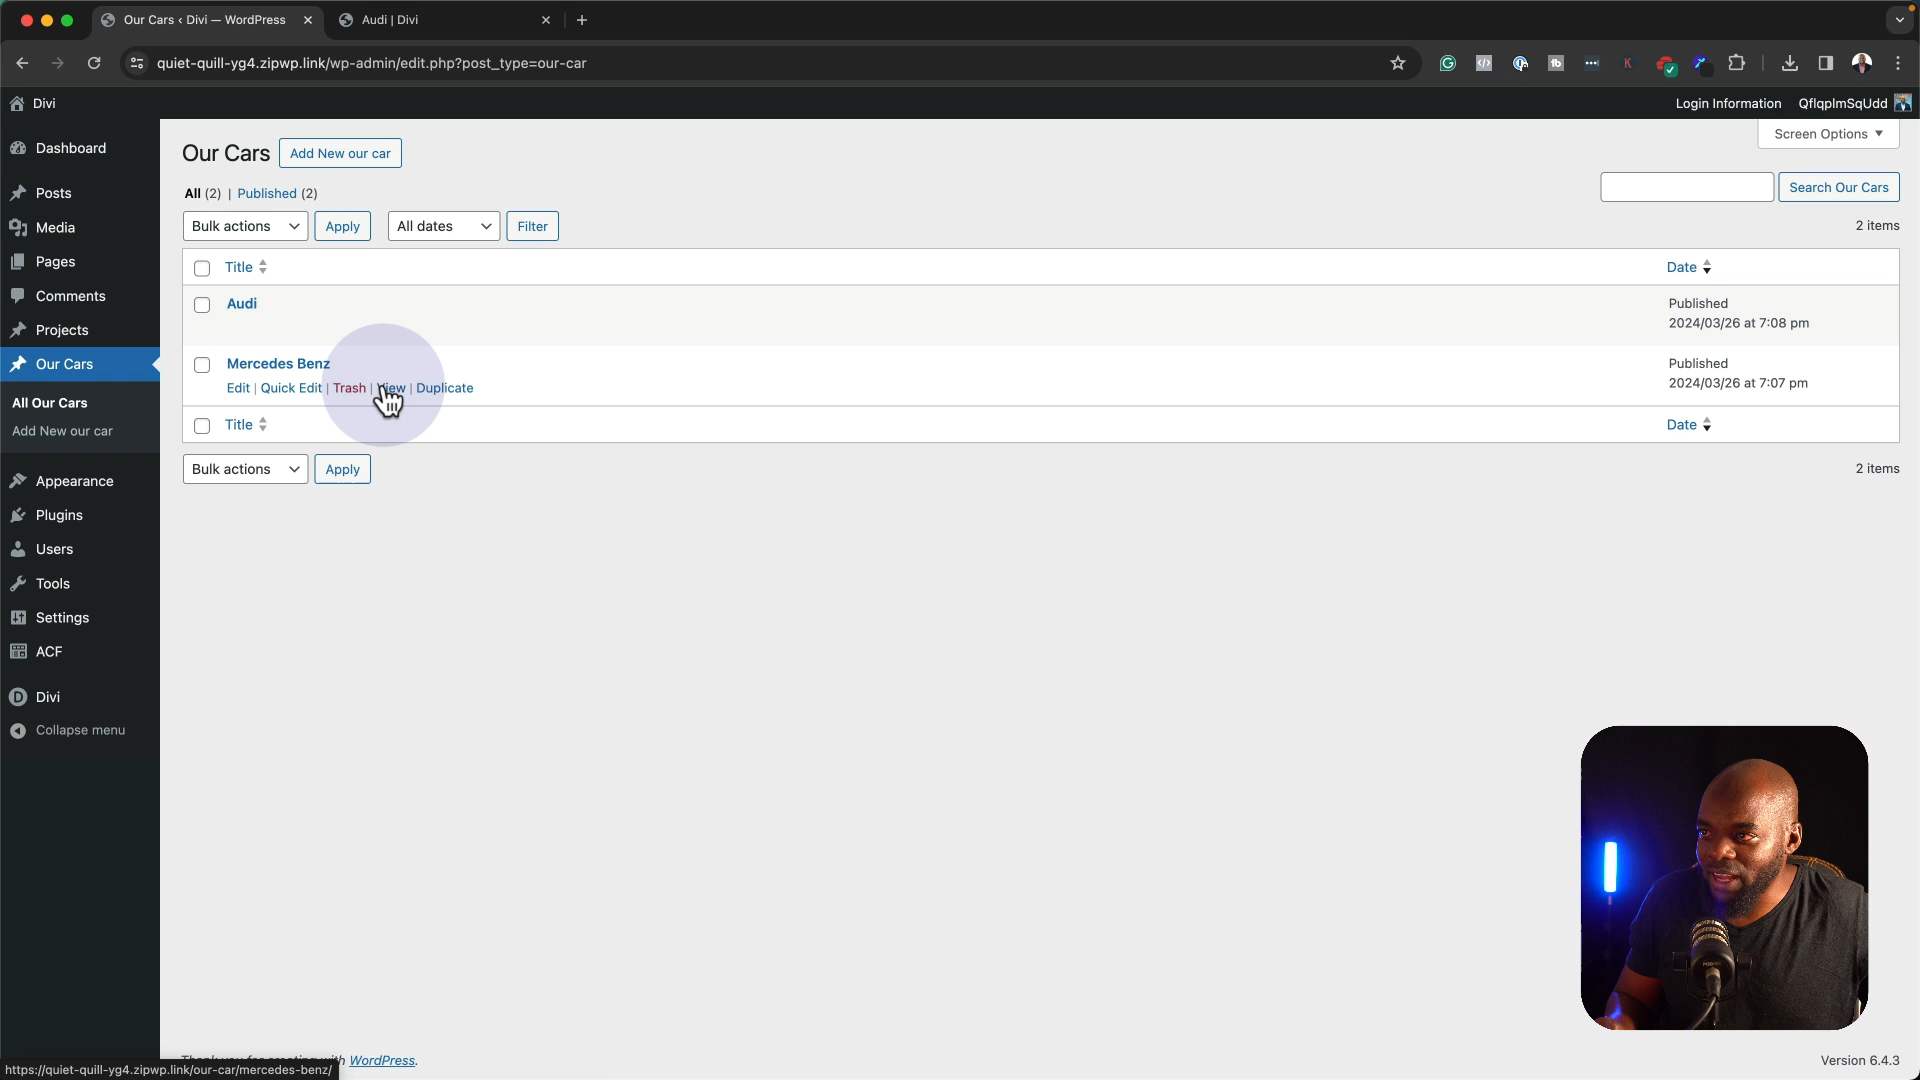 Our Cars ‹ Divi — WordPress
Audi | Divi
quiet-quill-yg4.zipwp.link/wp-admin/edit.php?post_type=our-car
Divi
Login Information
QflqplmSqUdd
Dashboard
Posts
Media
Pages
Comments
Projects
Our Cars
All Our Cars
Add New our car
Appearance
Plugins
Users
Tools
Settings
ACF
Divi
Collapse menu
Screen Options
Our Cars
Add New our car
All (2) | Published (2)
Search Our Cars
Bulk actions
Apply
All dates
Filter
2 items
Title
Date
Audi
Published
2024/03/26 at 7:08 pm
Mercedes Benz
Edit | Quick Edit | Trash | View | Duplicate
Published
2024/03/26 at 7:07 pm
Title
Date
Bulk actions
Apply
2 items
Thank you for creating with WordPress.
Version 6.4.3
https://quiet-quill-yg4.zipwp.link/our-car/mercedes-benz/